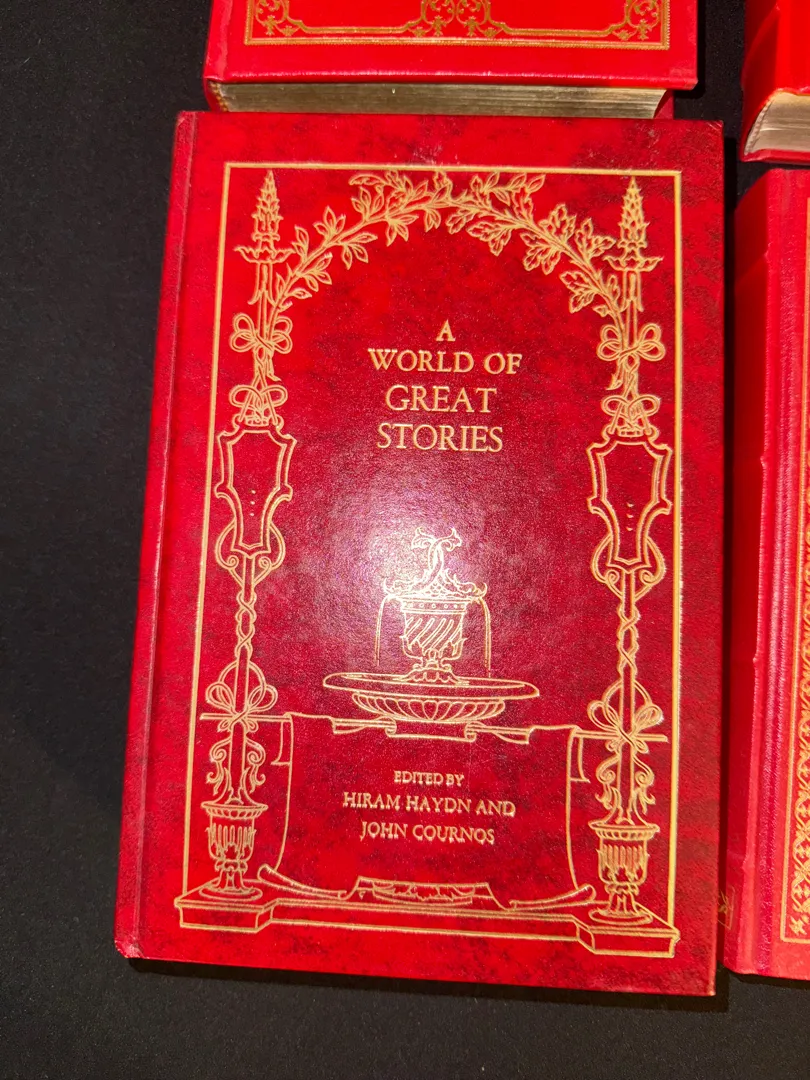 A
WORLD OF
GREAT
STORIES
EDITED BY
HIRAM HAYDN AND
JOHN COURNOS